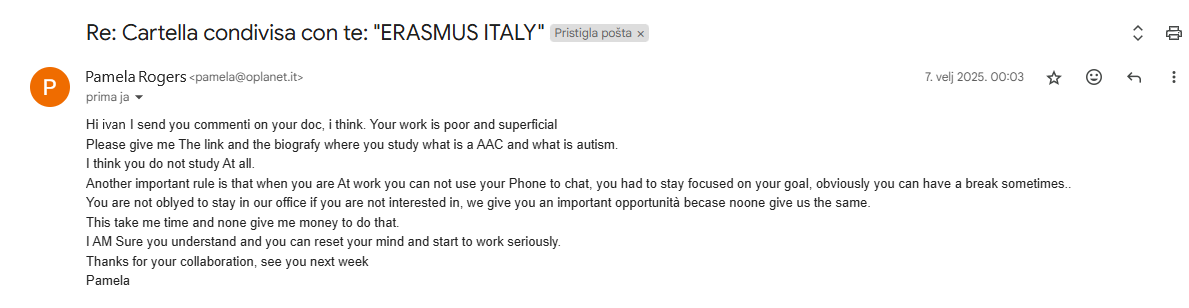 Re: Cartella condivisa con te: "ERASMUS ITALY" Pristigla pošta ×
P
Pamela Rogers <pamela@oplanet.it>
7. velj 2025. 00:03
prima ja
Hi ivan I send you commenti on your doc, i think. Your work is poor and superficial
Please give me The link and the biografy where you study what is a AAC and what is autism.
I think you do not study At all.
Another important rule is that when you are At work you can not use your Phone to chat, you had to stay focused on your goal, obviously you can have a break sometimes..
You are not oblyed to stay in our office if you are not interested in, we give you an important opportunità becase noone give us the same.
This take me time and none give me money to do that.
I AM Sure you understand and you can reset your mind and start to work seriously.
Thanks for your collaboration, see you next week
Pamela